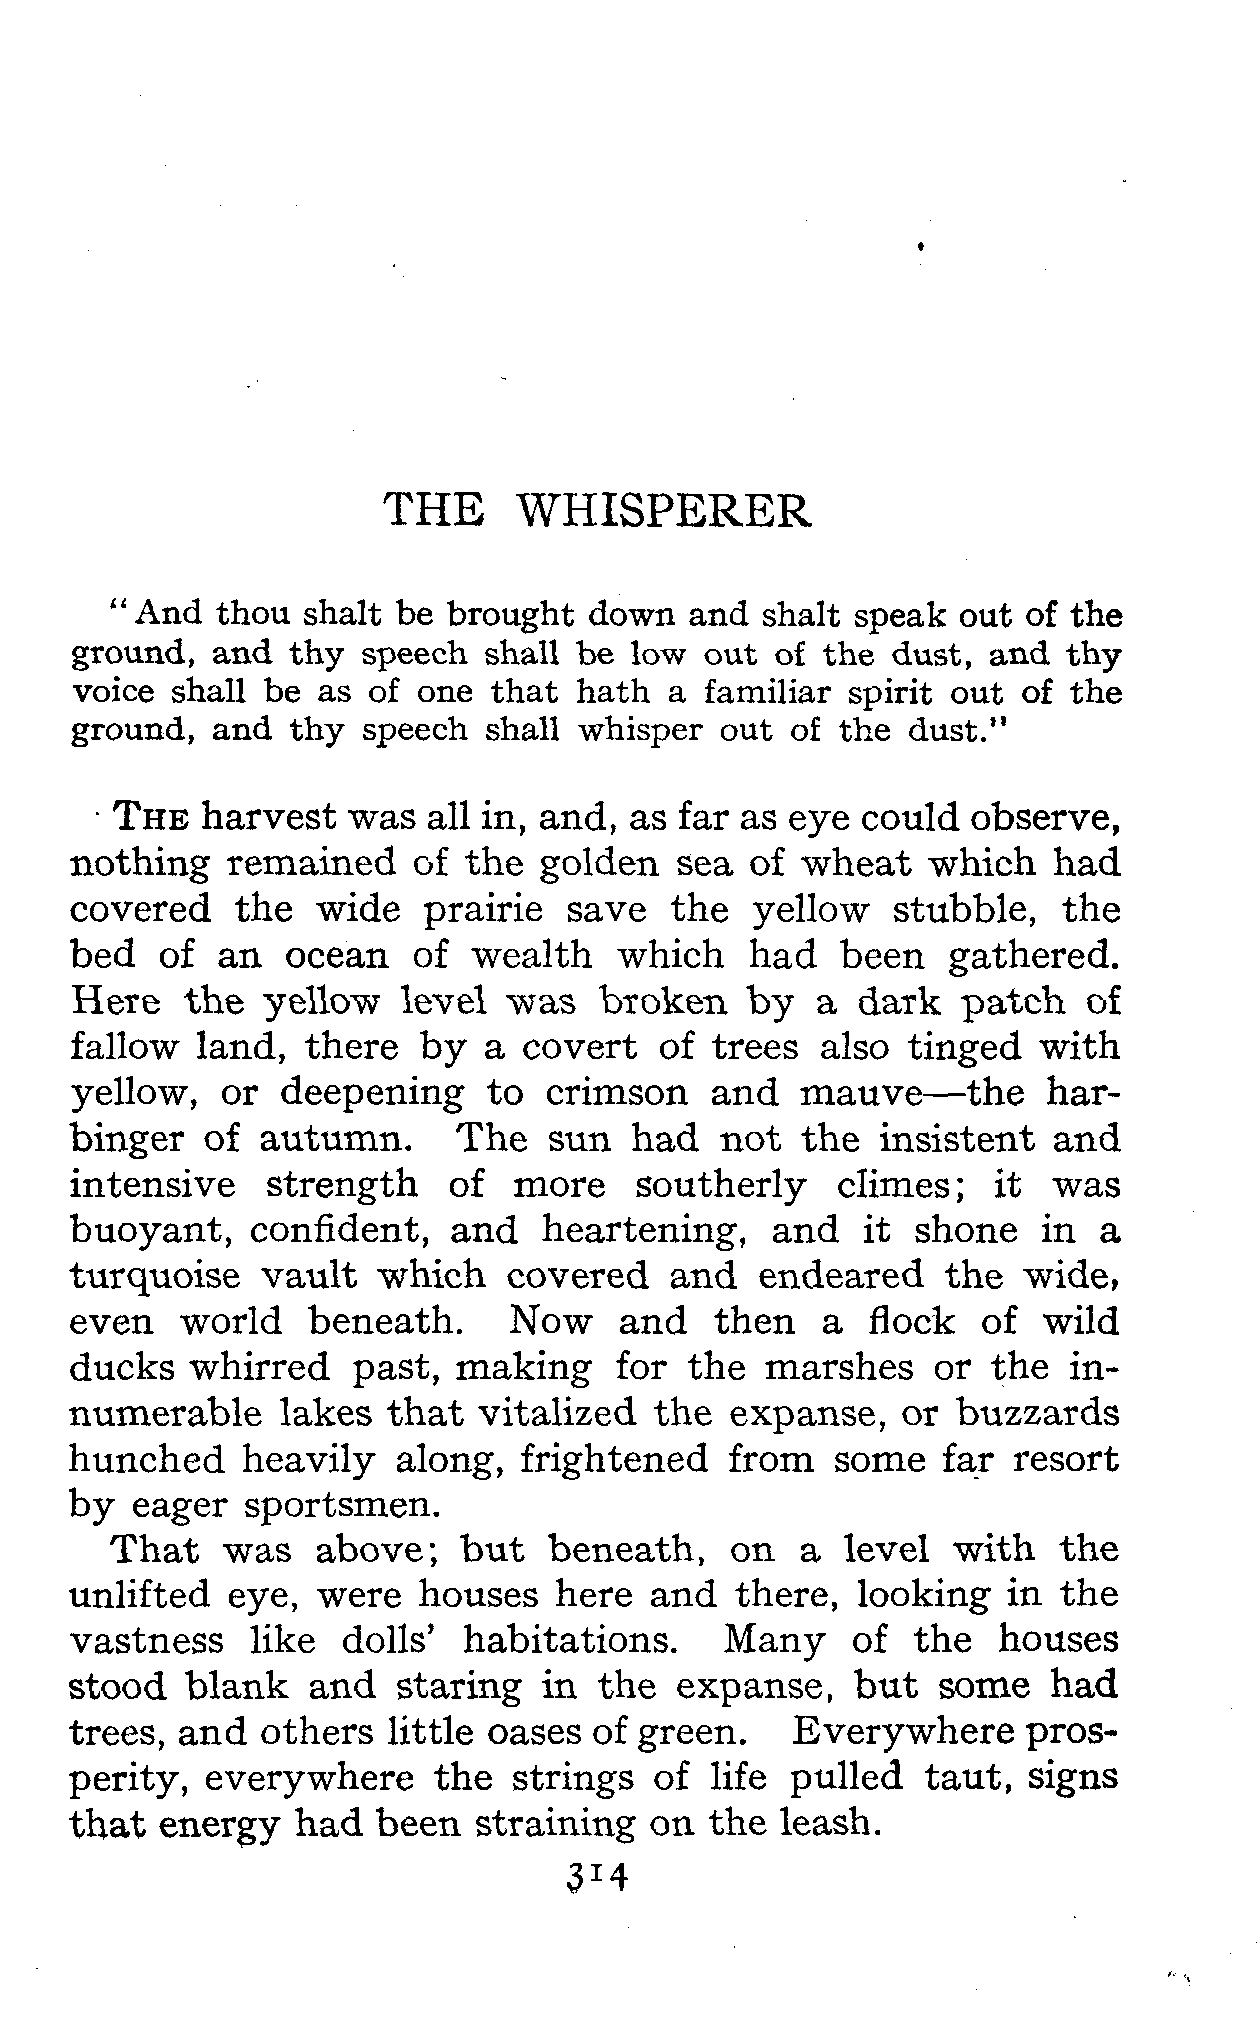 THE WHISPERER
"And thou shalt be brought down and shalt speak out of the
ground, and thy speech shall be low out of the dust, and thy
voice shall be as of one that hath a familiar spirit out of the
ground, and thy speech shall whisper out of the dust."
THE harvest was all in, and, as far as eye could observe,
nothing remained of the golden sea of wheat which had
covered the wide prairie save the yellow stubble, the
bed of an ocean of wealth which had been gathered.
Here the yellow level was broken by a dark patch of
fallow land, there by a covert of trees also tinged with
yellow, or deepening to crimson and mauve—the har-
binger of autumn. The sun had not the insistent and
intensive strength of more southerly climes; it was
buoyant, confident, and heartening, and it shone in a
turquoise vault which covered and endeared the wide,
even world beneath. Now and then a flock of wild
ducks whirred past, making for the marshes or the in-
numerable lakes that vitalized the expanse, or buzzards
hunched heavily along, frightened from some far resort
by eager sportsmen.
That was above; but beneath, on a level with the
unlifted eye, were houses here and there, looking in the
vastness like dolls' habitations. Many of the houses
stood blank and staring in the expanse, but some had
trees, and others little oases of green. Everywhere pros-
perity, everywhere the strings of life pulled taut, signs
that energy had been straining on the leash.
314